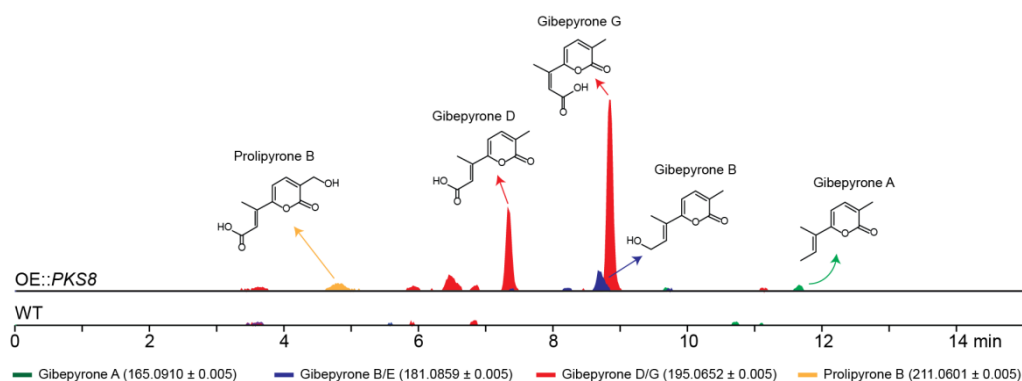 Gibepyrone G
OH
O
O
O
Gibepyrone D
Prolipyrone B
Gibepyrone B
Gibepyrone A
OH
O
O
HO
O
O
O
HO
O
O
O
HO
O
O
OE::PKS8
WT
0 2 4 6 8 10 12 14 min
Gibepyrone A (165.0910 ± 0.005) Gibepyrone B/E (181.0859 ± 0.005) Gibepyrone D/G (195.0652 ± 0.005) Prolipyrone B (211.0601 ± 0.005)